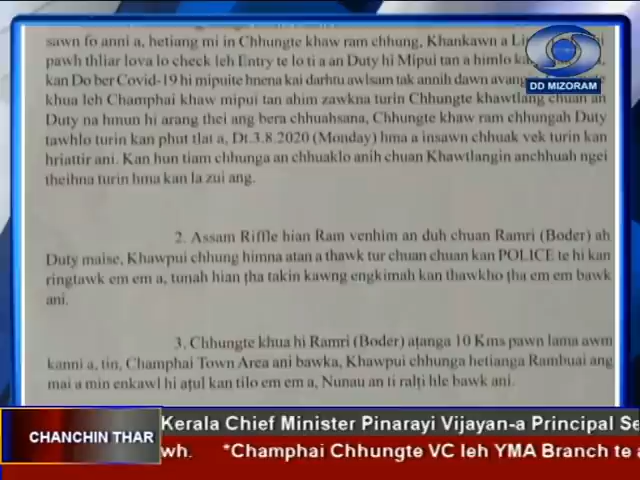 sawn fo anni a, hetiang mi in Chhungte khaw ram chhung, Khankawn a
pawh thliar lova lo check leh Entry te lo ti a an Duty hi Mipui tan a himlo
kan Do ber Covid-19 hi mipuite hnena kai darhtu awlsam tak annih dawn
khua leh Champhai khaw mipui tan ahim zawkna turin Chhungte khawtlang chuan an
Duty na hmun hi arang thei ang bera chhuahsana, Chhungte khaw ram chhungah Duty
tawhlo turin kan phut tlat a, Dt.3.8.2020 (Monday) hma a insawn chhuak vek turin kan
hriattir ani. Kan hun tiam chhunga an chhuaklo anih chuan Khawtlangin anchhuah ngei
theihna turin hma kan la zui ang.
2. Assam Riffle hian Ram venhim an duh chuan Ramri (Boder) ah
Duty maise, Khawpui chhung himna atan a thawk tur chuan chuan kan POLICE te hi kan
ringtawk em em a, tunah hian ṭha takin kawng engkimah kan thawkho ṭha em em bawk
ani.
3. Chhungte khua hi Ramri (Boder) aṭanga 10 Kms pawn lama awm
kanni a, tin, Champhai Town Area ani bawka, Khawpui chhunga hetianga Rambuai ang
mai a min enkawl hi aṭul kan tilo em em a, Nunau an ti ralṭi hle bawk ani.
DD MIZORAM
CHANCHIN THAR
Kerala Chief Minister Pinarayi Vijayan-a Principal Se
wh. *Champhai Chhungte VC leh YMA Branch te a